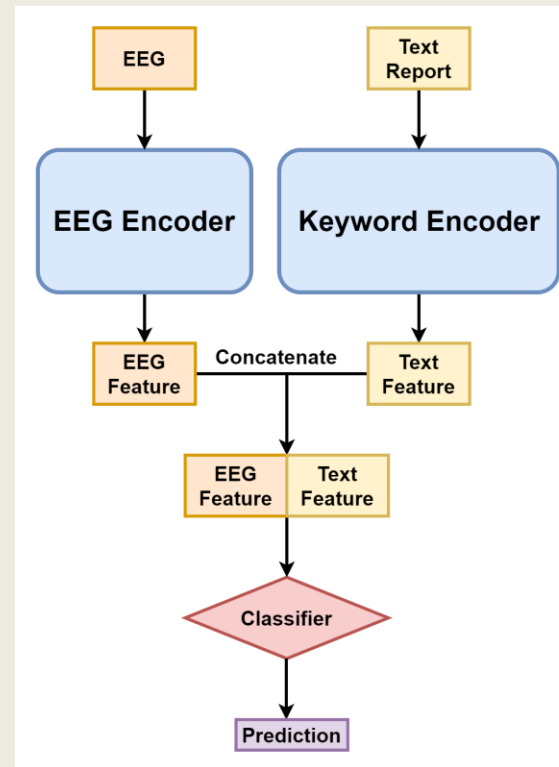 EEG
Text
Report
EEG Encoder
Keyword Encoder
EEG
Feature
Concatenate
Text
Feature
EEG
Feature
Text
Feature
Classifier
Prediction